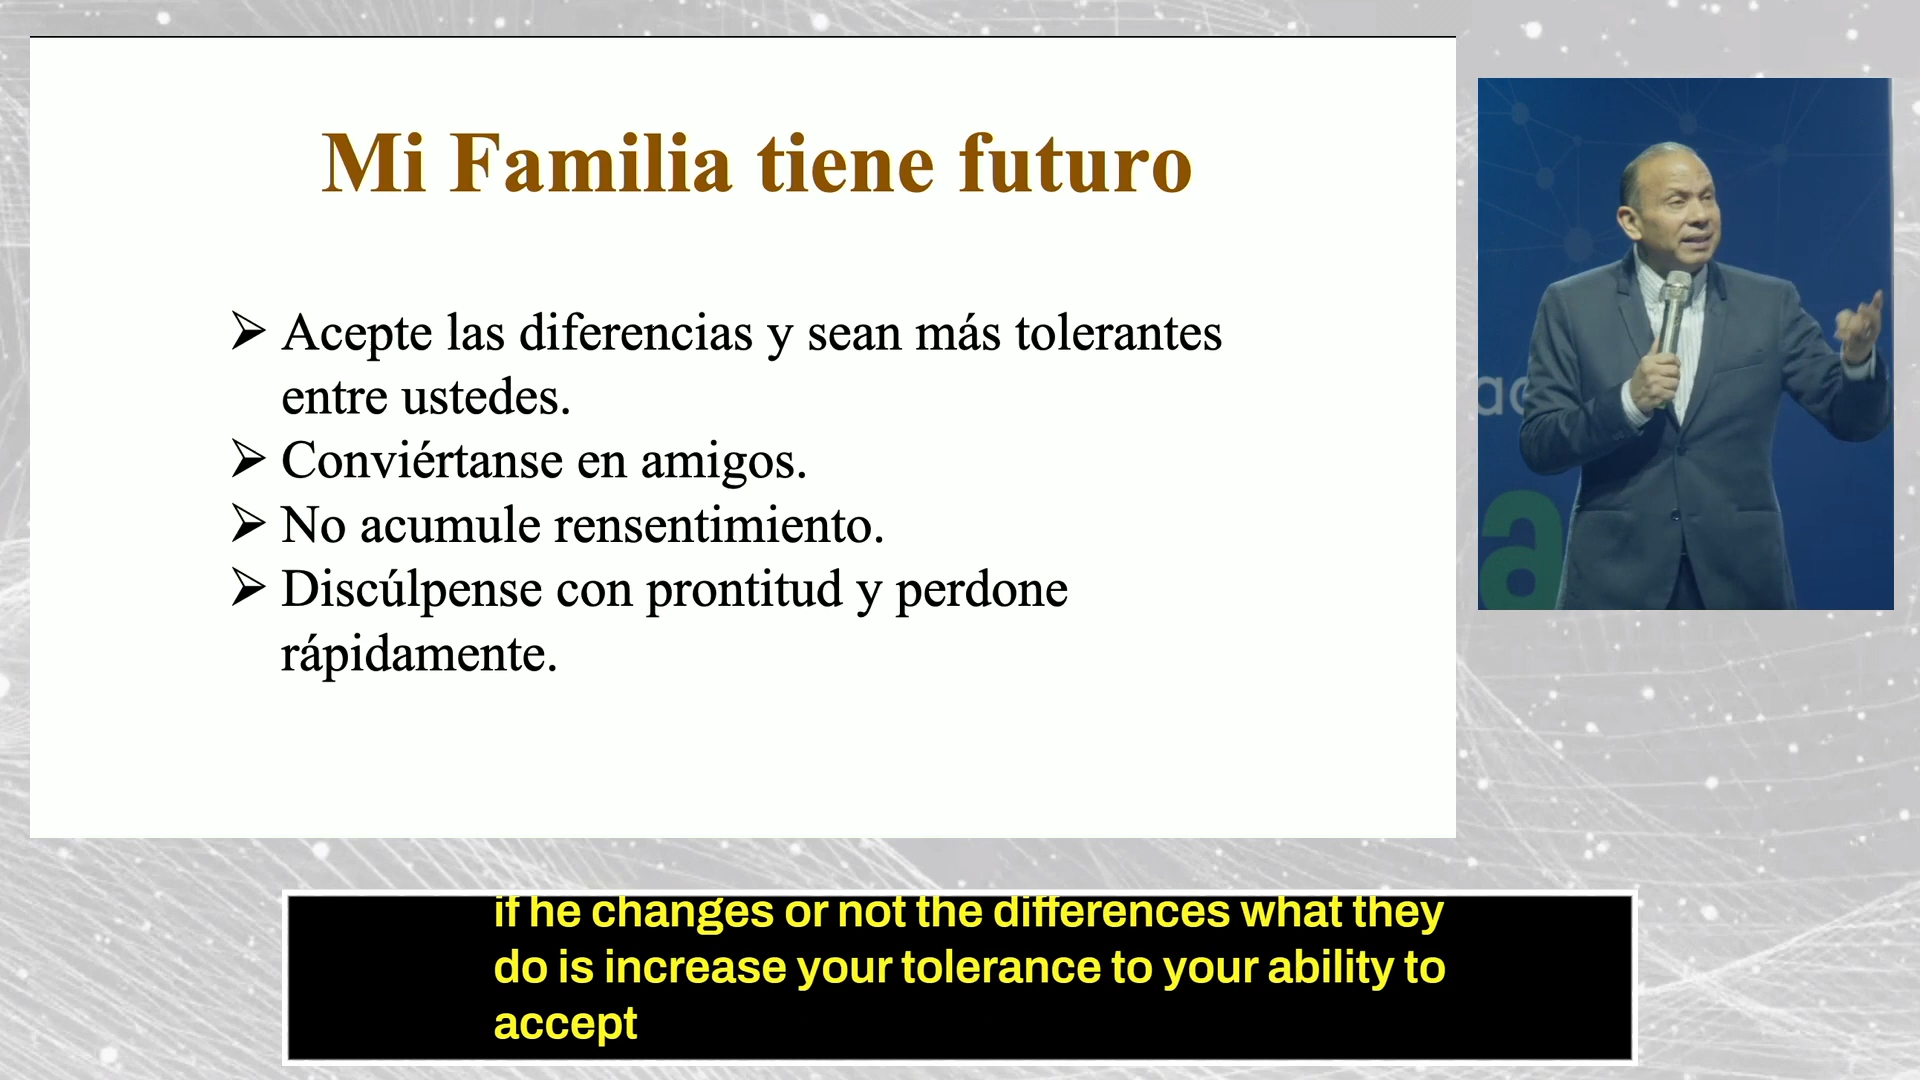 Mi Familia tiene futuro
➢ Acepte las diferencias y sean más tolerantes
entre ustedes.
➢ Conviértanse en amigos.
➢ No acumule rensentimiento.
➢ Discúlpense con prontitud y perdone
rápidamente.
if he changes or not the differences what they
do is increase your tolerance to your ability to
accept